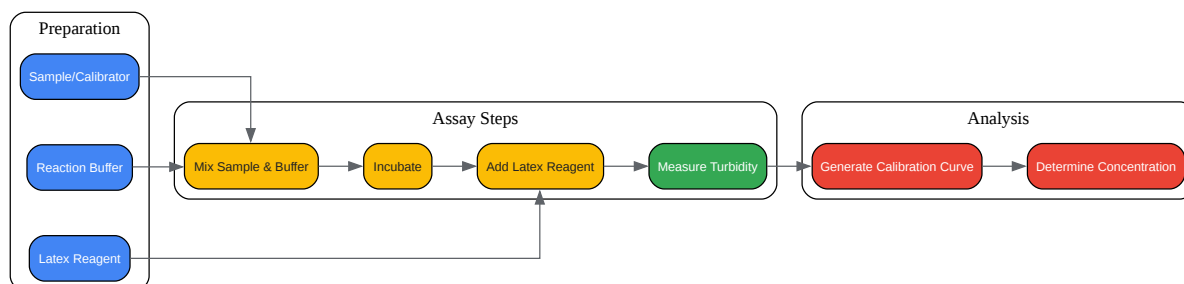 Preparation
Sample/Calibrator
Reaction Buffer
Latex Reagent
Assay Steps
Mix Sample & Buffer
Incubate
Add Latex Reagent
Measure Turbidity
Analysis
Generate Calibration Curve
Determine Concentration